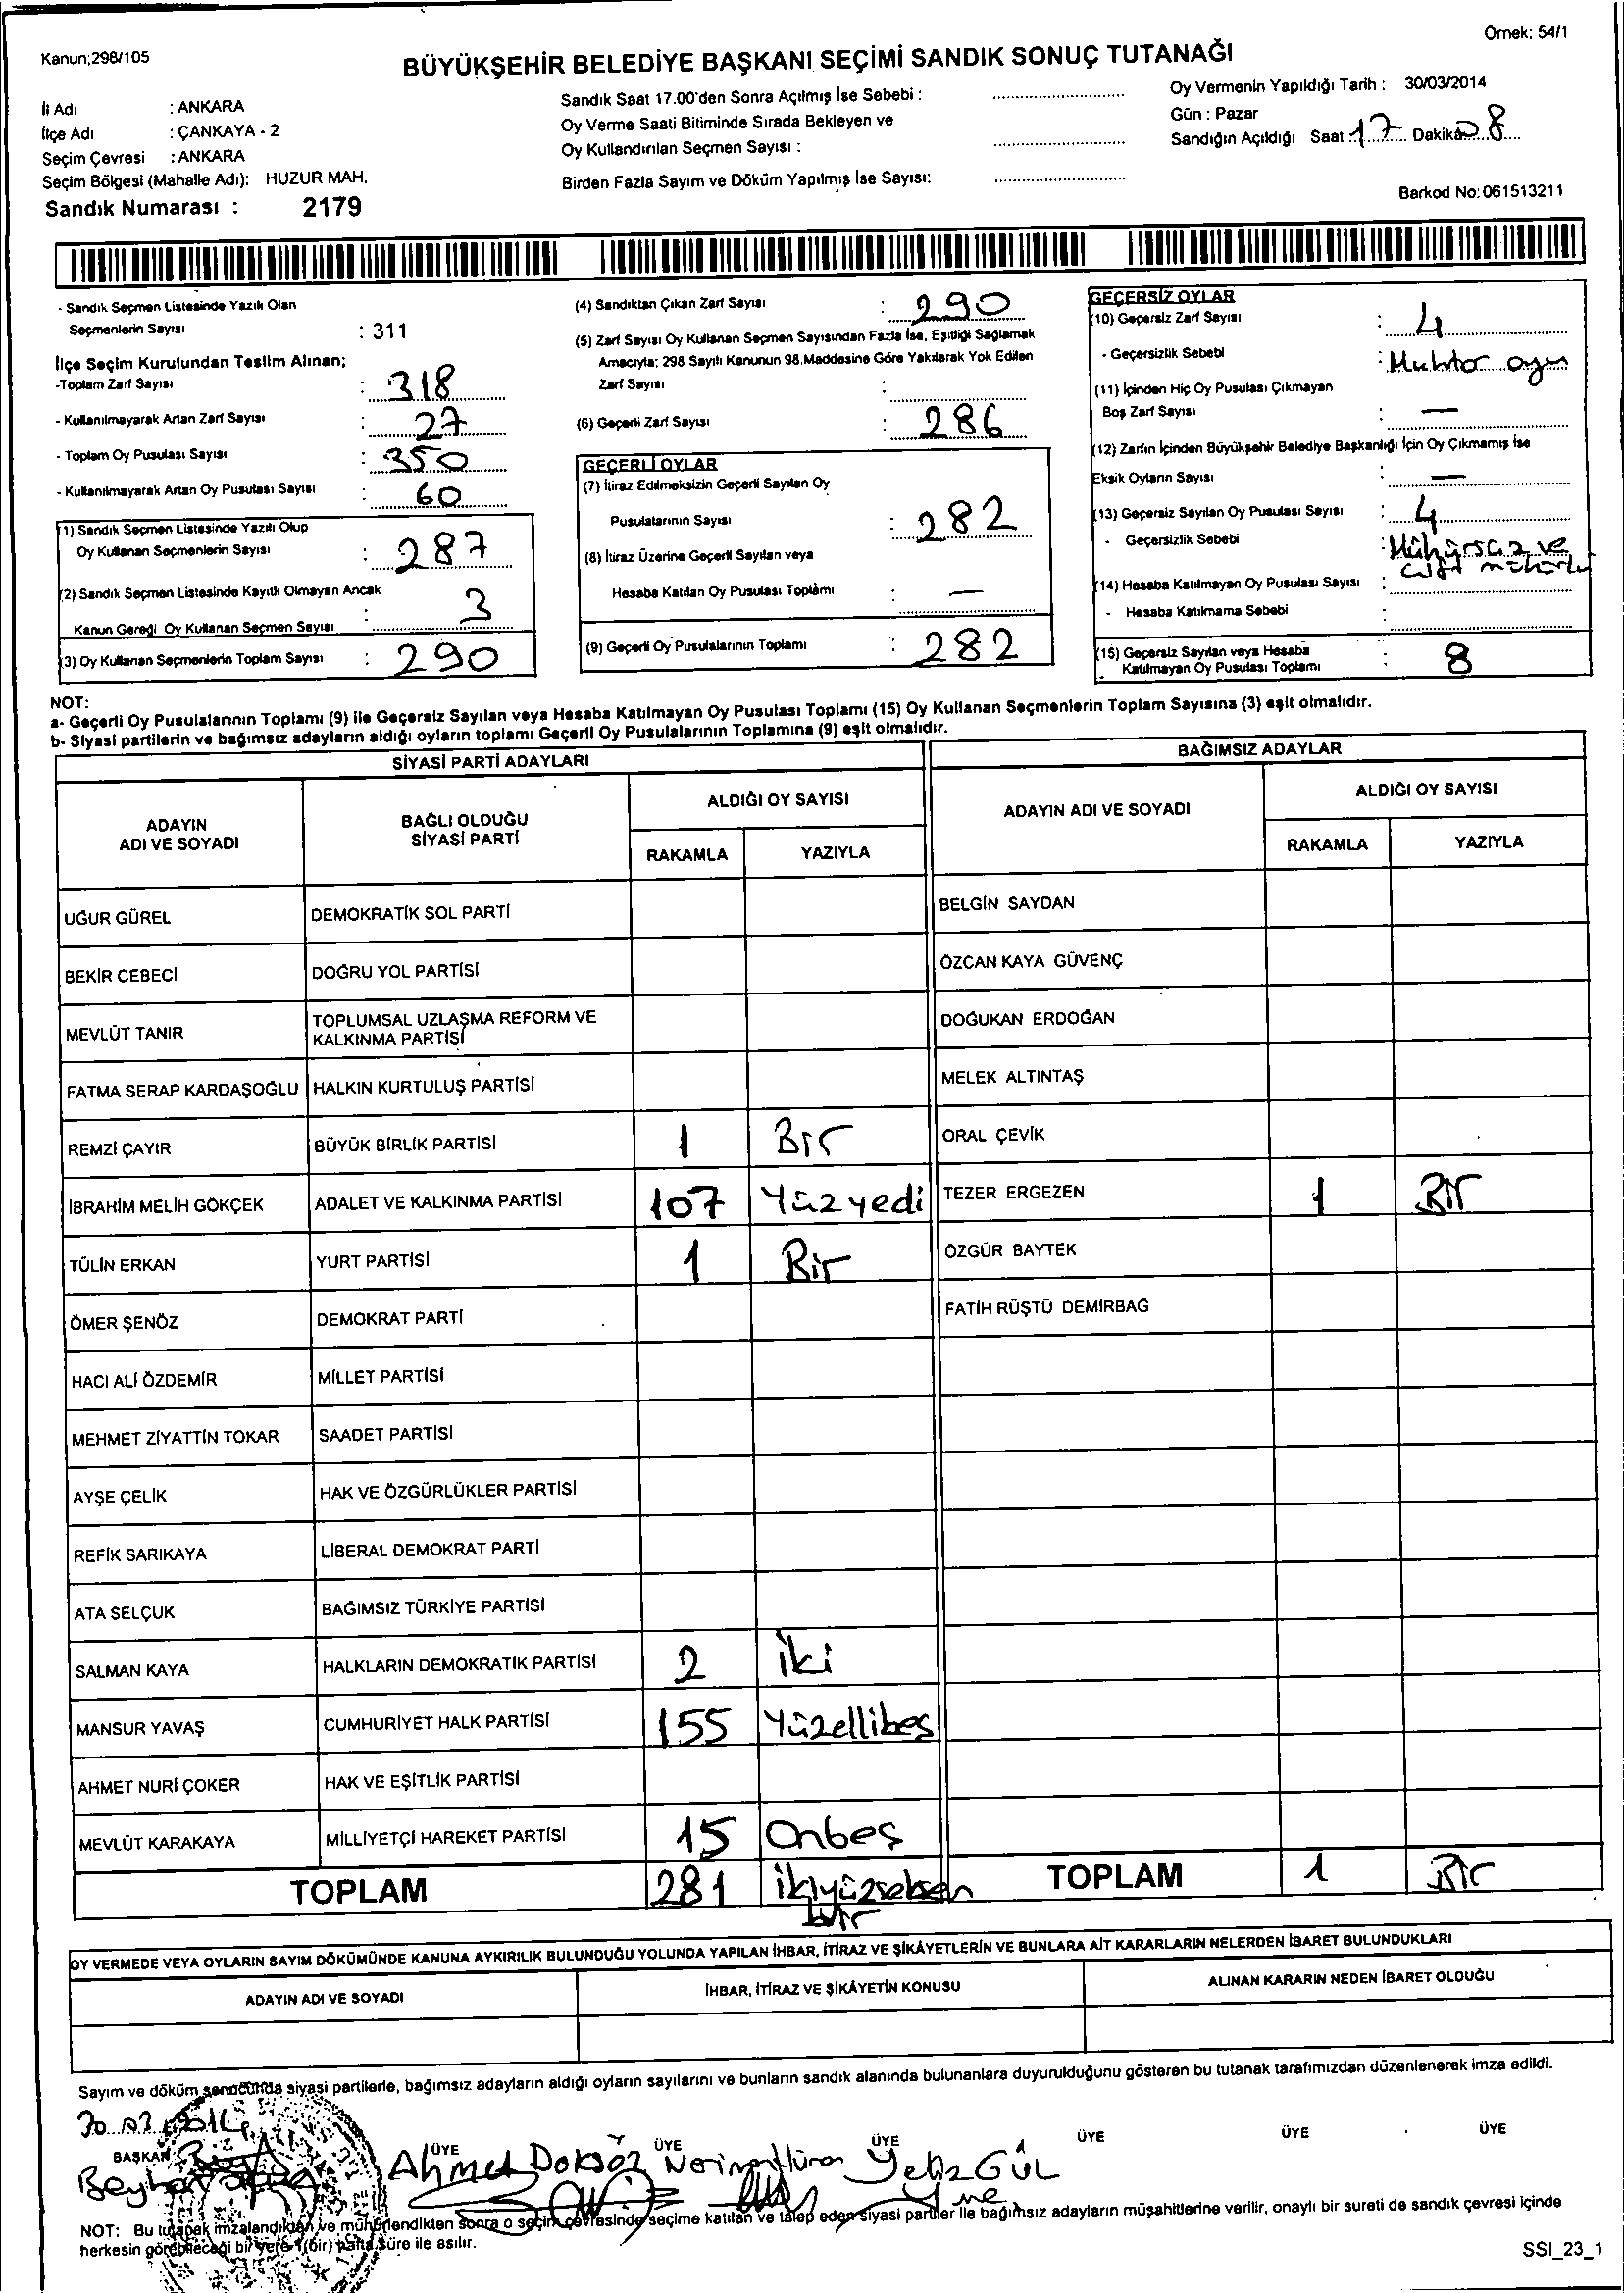 Kanun;298/105
Örnek: 54/1
BÜYÜKŞEHİR BELEDİYE BAŞKANI SEÇİMİ SANDIK SONUÇ TUTANAĞI
İl Adı : ANKARA
İlçe Adı : ÇANKAYA - 2
Seçim Çevresi : ANKARA
Seçim Bölgesi (Mahalle Adı): HUZUR MAH.
Sandık Numarası : 2179
Sandık Saat 17.00'den Sonra Açılmış İse Sebebi :
Oy Verme Saati Bitiminde Sırada Bekleyen ve
Oy Kullandırılan Seçmen Sayısı :
Birden Fazla Sayım ve Döküm Yapılmış İse Sayısı:
Oy Vermenin Yapıldığı Tarih : 30/03/2014
Gün : Pazar
Sandığın Açıldığı Saat 17 Dakika 08
Barkod No:061513211
- Sandık Seçmen Listesinde Yazılı Olan
Seçmenlerin Sayısı : 311
İlçe Seçim Kurulundan Teslim Alınan;
-Toplam Zarf Sayısı : 318
- Kullanılmayarak Artan Zarf Sayısı : 27
- Toplam Oy Pusulası Sayısı : 350
- Kullanılmayarak Artan Oy Pusulası Sayısı : 60
(1) Sandık Seçmen Listesinde Yazılı Olup
Oy Kullanan Seçmenlerin Sayısı : 287
(2) Sandık Seçmen Listesinde Kayıtlı Olmayan Ancak
Kanun Gereği Oy Kullanan Seçmen Sayısı : 3
(3) Oy Kullanan Seçmenlerin Toplam Sayısı : 290
(4) Sandıktan Çıkan Zarf Sayısı : 290
(5) Zarf Sayısı Oy Kullanan Seçmen Sayısından Fazla İse, Eşitliği Sağlamak
Amacıyla; 298 Sayılı Kanunun 98.Maddesine Göre Yakılarak Yok Edilen
Zarf Sayısı :
(6) Geçerli Zarf Sayısı : 286
GEÇERLİ OYLAR
(7) İtiraz Edilmeksizin Geçerli Sayılan Oy
Pusulalarının Sayısı : 282
(8) İtiraz Üzerine Geçerli Sayılan veya
Hesaba Katılan Oy Pusulası Toplamı : —
(9) Geçerli Oy Pusulalarının Toplamı : 282
GEÇERSİZ OYLAR
(10) Geçersiz Zarf Sayısı : 4
- Geçersizlik Sebebi : Muhtar oyu
(11) İçinden Hiç Oy Pusulası Çıkmayan
Boş Zarf Sayısı : —
(12) Zarfın İçinden Büyükşehir Belediye Başkanlığı İçin Oy Çıkmamış İse
Eksik Oyların Sayısı : —
(13) Geçersiz Sayılan Oy Pusulası Sayısı : 4
- Geçersizlik Sebebi : Mühürsüz ve
çift mühürlü
(14) Hesaba Katılmayan Oy Pusulası Sayısı :
- Hesaba Katılmama Sebebi :
(15) Geçersiz Sayılan veya Hesaba
Katılmayan Oy Pusulası Toplamı : 8
NOT:
a- Geçerli Oy Pusulalarının Toplamı (9) ile Geçersiz Sayılan veya Hesaba Katılmayan Oy Pusulası Toplamı (15) Oy Kullanan Seçmenlerin Toplam Sayısına (3) eşit olmalıdır.
b- Siyasi partilerin ve bağımsız adayların aldığı oyların toplamı Geçerli Oy Pusulalarının Toplamına (9) eşit olmalıdır.
SİYASİ PARTİ ADAYLARI
ADAYIN
ADI VE SOYADI
BAĞLI OLDUĞU
SİYASİ PARTİ
ALDIĞI OY SAYISI
RAKAMLA YAZIYLA
UĞUR GÜREL DEMOKRATİK SOL PARTİ
BEKİR CEBECİ DOĞRU YOL PARTİSİ
MEVLÜT TANIR TOPLUMSAL UZLAŞMA REFORM VE
KALKINMA PARTİSİ
FATMA SERAP KARDAŞOĞLU HALKIN KURTULUŞ PARTİSİ
REMZİ ÇAYIR BÜYÜK BİRLİK PARTİSİ 1 Bir
İBRAHİM MELİH GÖKÇEK ADALET VE KALKINMA PARTİSİ 107 Yüzyedi
TÜLİN ERKAN YURT PARTİSİ 1 Bir
ÖMER ŞENÖZ DEMOKRAT PARTİ
HACI ALİ ÖZDEMİR MİLLET PARTİSİ
MEHMET ZİYATTİN TOKAR SAADET PARTİSİ
AYŞE ÇELİK HAK VE ÖZGÜRLÜKLER PARTİSİ
REFİK SARIKAYA LİBERAL DEMOKRAT PARTİ
ATA SELÇUK BAĞIMSIZ TÜRKİYE PARTİSİ
SALMAN KAYA HALKLARIN DEMOKRATİK PARTİSİ 2 İki
MANSUR YAVAŞ CUMHURİYET HALK PARTİSİ 155 Yüzellibeş
AHMET NURİ ÇOKER HAK VE EŞİTLİK PARTİSİ
MEVLÜT KARAKAYA MİLLİYETÇİ HAREKET PARTİSİ 15 Onbeş
TOPLAM 281 İkiyüzseksen
bir
BAĞIMSIZ ADAYLAR
ADAYIN ADI VE SOYADI
ALDIĞI OY SAYISI
RAKAMLA YAZIYLA
BELGİN SAYDAN
ÖZCAN KAYA GÜVENÇ
DOĞUKAN ERDOĞAN
MELEK ALTINTAŞ
ORAL ÇEVİK
TEZER ERGEZEN 1 Bir
ÖZGÜR BAYTEK
FATİH RÜŞTÜ DEMİRBAĞ
TOPLAM 1 Bir
OY VERMEDE VEYA OYLARIN SAYIM DÖKÜMÜNDE KANUNA AYKIRILIK BULUNDUĞU YOLUNDA YAPILAN İHBAR, İTİRAZ VE ŞİKÂYETLERİN VE BUNLARA AİT KARARLARIN NELERDEN İBARET BULUNDUKLARI
ADAYIN ADI VE SOYADI İHBAR, İTİRAZ VE ŞİKÂYETİN KONUSU ALINAN KARARIN NEDEN İBARET OLDUĞU
Sayım ve döküm sonucunda siyasi partilerle, bağımsız adayların aldığı oyların sayılarını ve bunların sandık alanında bulunanlara duyurulduğunu gösteren bu tutanak tarafımızdan düzenlenerek imza edildi.
30.03.2014
BAŞKAN ÜYE ÜYE ÜYE ÜYE ÜYE ÜYE
Ahmet Yeliz GÜL
NOT: Bu tutanak imzalandıktan ve mühürlendikten sonra o seçim çevresinde seçime katılan ve talep eden siyasi partiler ile bağımsız adayların müşahitlerine verilir, onaylı bir sureti de sandık çevresi içinde
herkesin görebileceği bir yere 1(bir) hafta süre ile asılır.
SSI_23_1